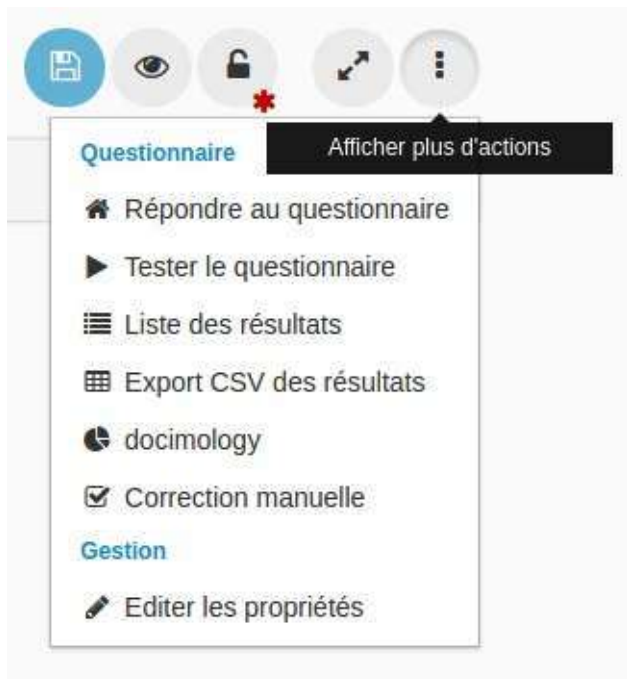 Questionnaire
Afficher plus d'actions
Répondre au questionnaire
Tester le questionnaire
Liste des résultats
Export CSV des résultats
docimology
Correction manuelle
Gestion
Editer les propriétés